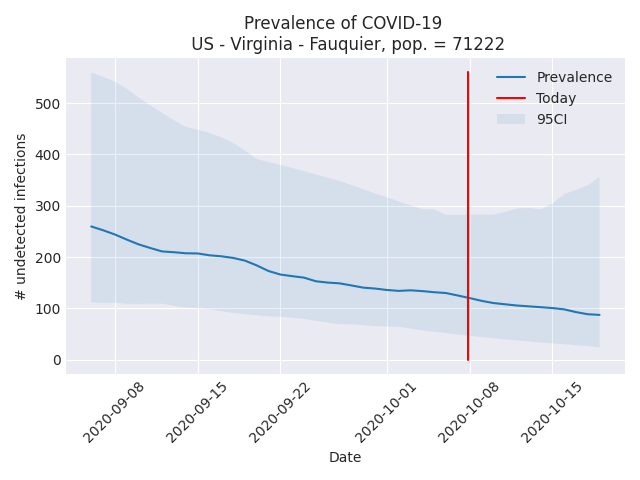 Prevalence of COVID-19
US - Virginia - Fauquier, pop. = 71222
# undetected infections
500
400
300
200
100
0
Prevalence
Today
95CI
2020-09-08
2020-09-15
2020-09-22
2020-10-01
2020-10-08
2020-10-15
Date